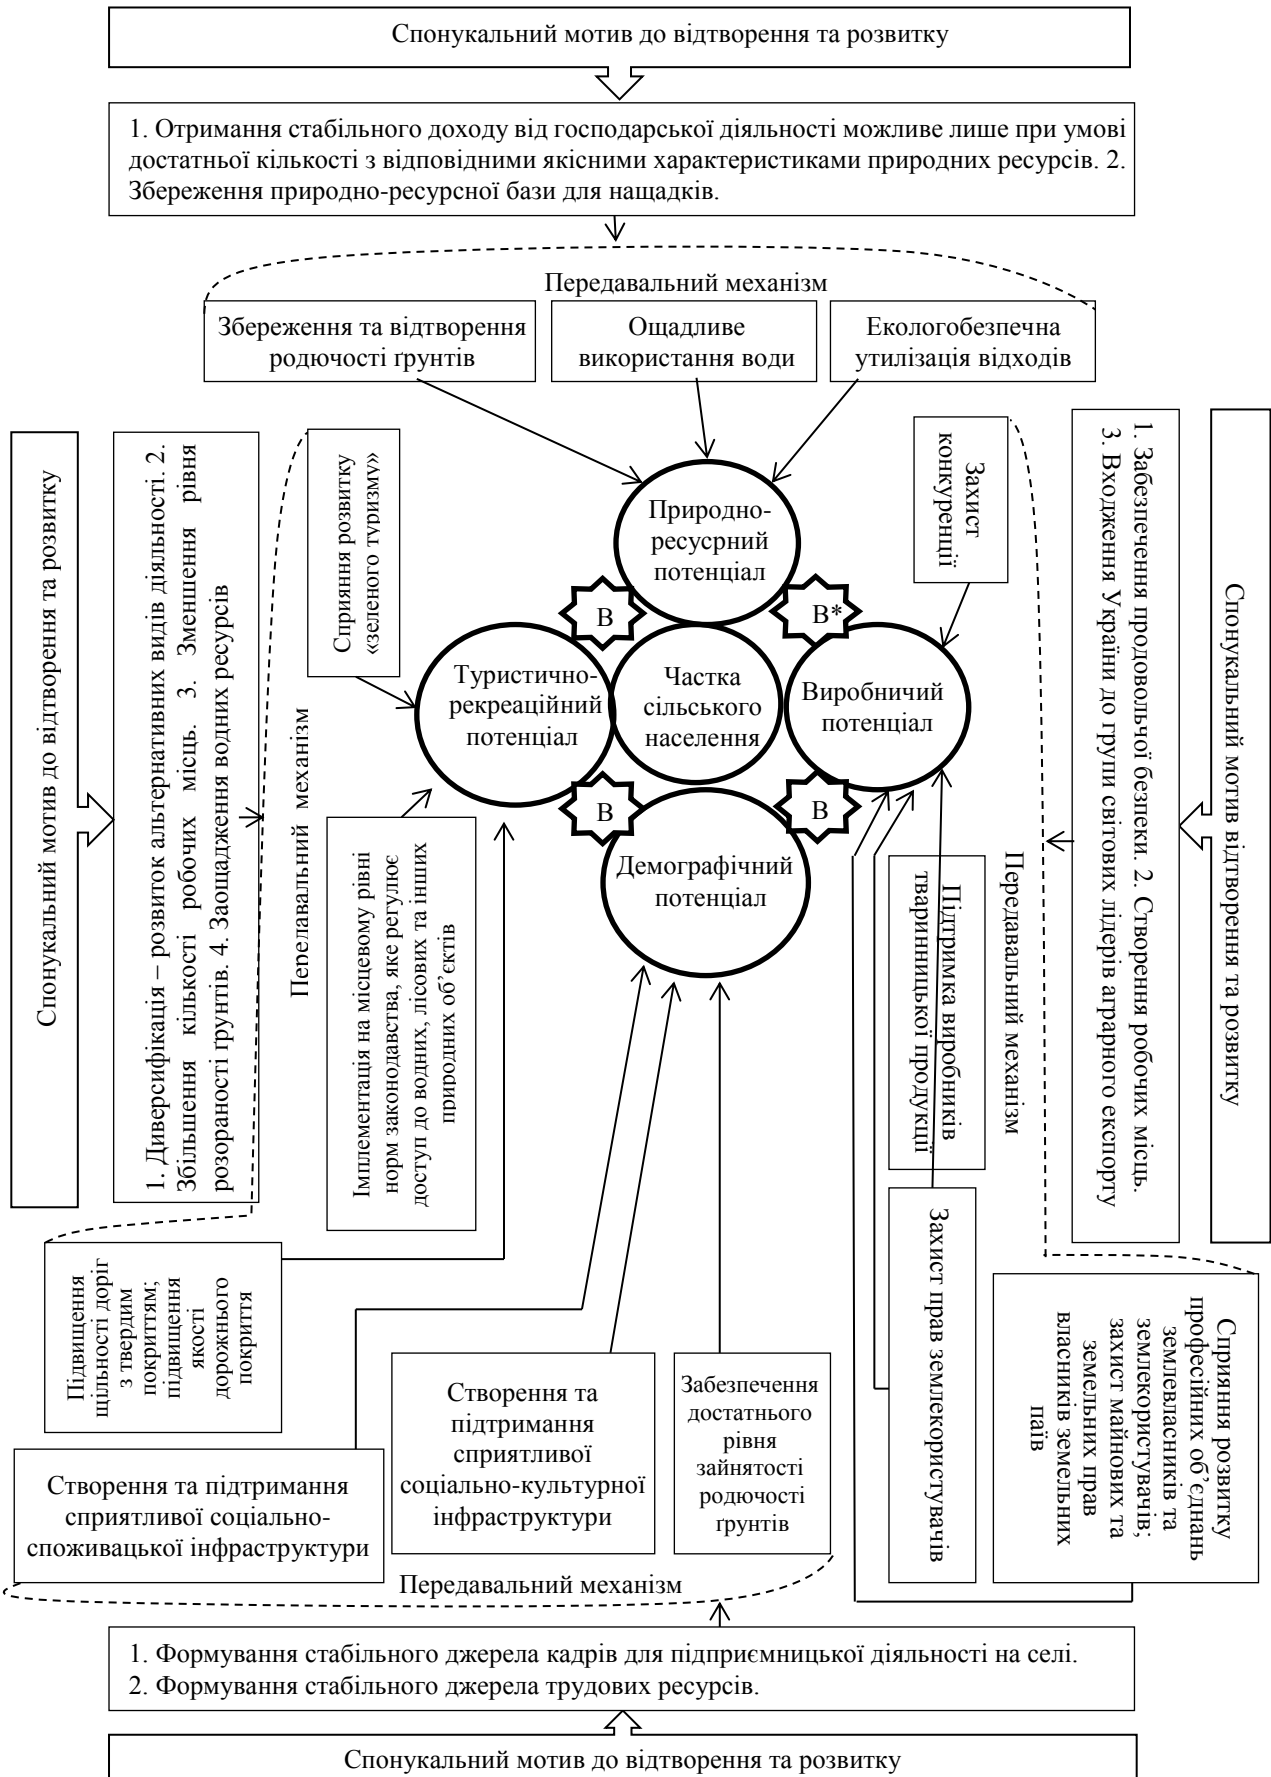 Спонукальний мотив до відтворення та розвитку
1. Отримання стабільного доходу від господарської діяльності можливе лише при умові
достатньої кількості з відповідними якісними характеристиками природних ресурсів. 2.
Збереження природно-ресурсної бази для нащадків.
Передавальний механізм
Збереження та відтворення
родючості ґрунтів
Ощадливе
використання води
Екологобезпечна
утилізація відходів
Спонукальний мотив до відтворення та розвитку
1. Диверсифікація – розвиток альтернативних видів діяльності. 2.
Збільшення кількості робочих місць. 3. Зменшення рівня
розораності ґрунтів. 4. Заощадження водних ресурсів
Передавальний механізм
Сприяння розвитку
«зеленого туризму»
Імплементація на місцевому рівні
норм законодавства, яке регулює
доступ до водних, лісових та інших
природних об’єктів
Підвищення
щільності доріг
з твердим
покриттям;
підвищення
якості
дорожнього
покриття
Природно-
ресусрний
потенціал
В
В*
Туристично-
рекреаційний
потенціал
Частка
сільського
населення
Виробничий
потенціал
В
В
Демографічний
потенціал
Захист
конкуренції
Підтримка виробників
тваринницької продукції
Передавальний механізм
1. Забезпечення продовольчої безпеки. 2. Створення робочих місць.
3. Входження України до групи світових лідерів аграрного експорту
Спонукальний мотив відтворення та розвитку
Захист прав землекористувачів
Сприяння розвитку
професійних об’єднань
землевласників та
землекористувачів;
захист майнових та
земельних прав
власників земельних
паїв
Створення та підтримання
сприятливої соціально-
споживацької інфраструктури
Створення та
підтримання
сприятливої
соціально-культурної
інфраструктури
Забезпечення
достатнього
рівня
зайнятості
родючості
ґрунтів
Передавальний механізм
1. Формування стабільного джерела кадрів для підприємницької діяльності на селі.
2. Формування стабільного джерела трудових ресурсів.
Спонукальний мотив до відтворення та розвитку